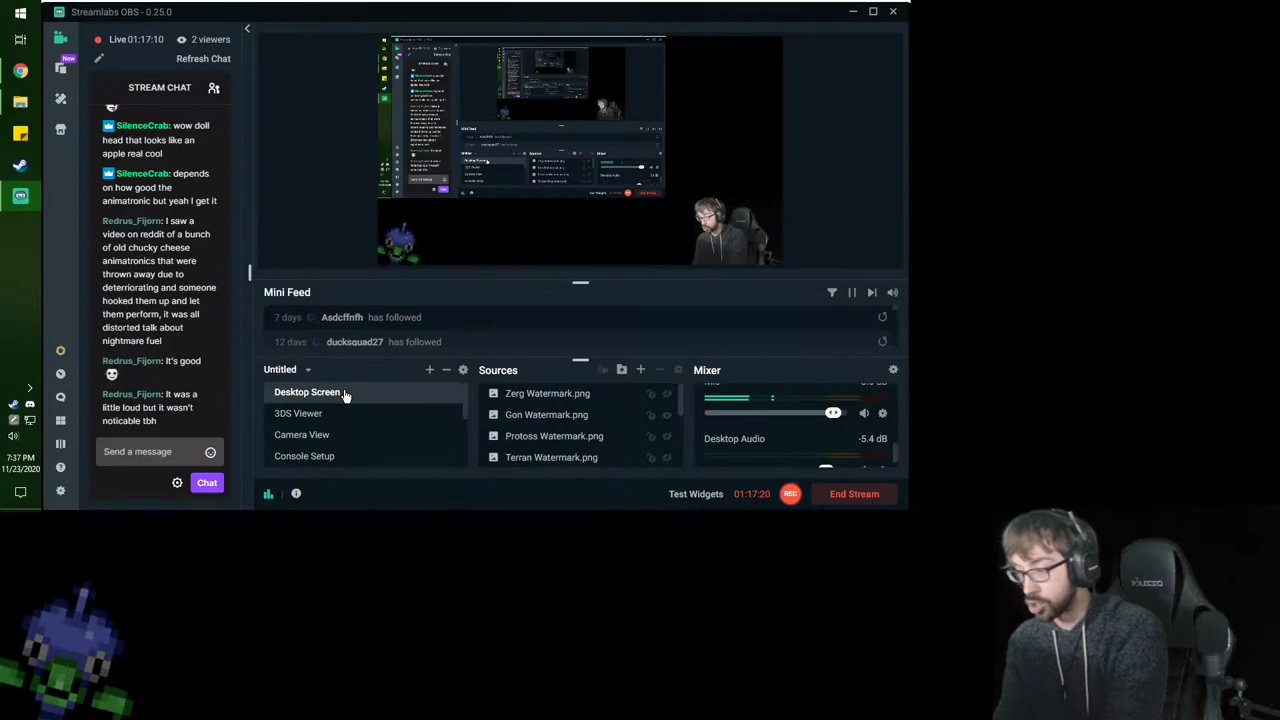 Streamlabs OBS - 0.25.0
Live 01:17:10
2 viewers
Refresh Chat
New
STREAM CHAT
SilenceCrab: wow doll
head that looks like an
apple real cool
SilenceCrab: depends
on how good the
animatronic but yeah I get it
Redrus_Fijorn: I saw a
video on reddit of a bunch
of old chucky cheese
animatronics that were
thrown away due to
deteriorating and someone
hooked them up and let
them perform, it was all
distorted talk about
nightmare fuel
Redrus_Fijorn: It's good
Redrus_Fijorn: It was a
little loud but it wasn't
noticable tbh
Send a message
Chat
7:37 PM
11/23/2020
Mini Feed
7 days Asdcffnfh has followed
12 days ducksquad27 has followed
Untitled
Desktop Screen
3DS Viewer
Camera View
Console Setup
Sources
Zerg Watermark.png
Gon Watermark.png
Protoss Watermark.png
Terran Watermark.png
Mixer
Desktop Audio
-5.4 dB
Test Widgets
01:17:20
REC
End Stream